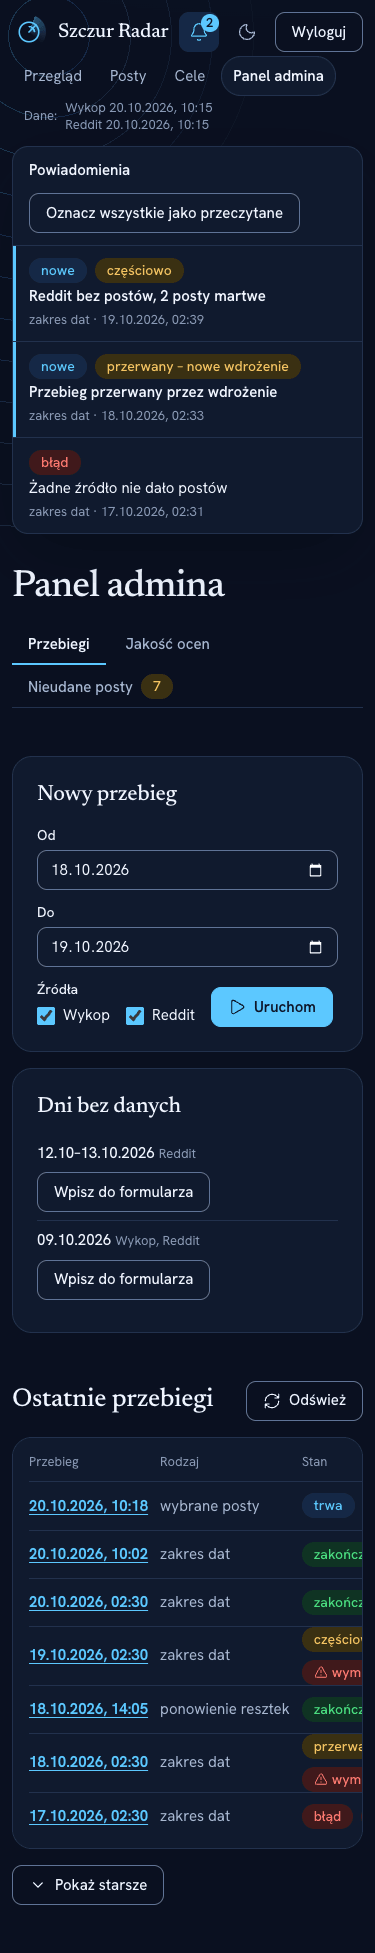 Szczur Radar 2 Wyloguj
Przegląd Posty Cele Panel admina
Dane: Wykop 20.10.2026, 10:15
Reddit 20.10.2026, 10:15
Powiadomienia
Oznacz wszystkie jako przeczytane
nowe częściowo
Reddit bez postów, 2 posty martwe
zakres dat · 19.10.2026, 02:39
nowe przerwany – nowe wdrożenie
Przebieg przerwany przez wdrożenie
zakres dat · 18.10.2026, 02:33
błąd
Żadne źródło nie dało postów
zakres dat · 17.10.2026, 02:31
Panel admina
Przebiegi Jakość ocen
Nieudane posty 7
Nowy przebieg
Od
18.10.2026
Do
19.10.2026
Źródła
Wykop Reddit Uruchom
Dni bez danych
12.10–13.10.2026 Reddit
Wpisz do formularza
09.10.2026 Wykop, Reddit
Wpisz do formularza
Ostatnie przebiegi Odśwież
Przebieg Rodzaj Stan
20.10.2026, 10:18 wybrane posty trwa
20.10.2026, 10:02 zakres dat zakończ
20.10.2026, 02:30 zakres dat zakończ
19.10.2026, 02:30 zakres dat częścio
wym
18.10.2026, 14:05 ponowienie resztek zakończ
18.10.2026, 02:30 zakres dat przerwa
wym
17.10.2026, 02:30 zakres dat błąd
Pokaż starsze